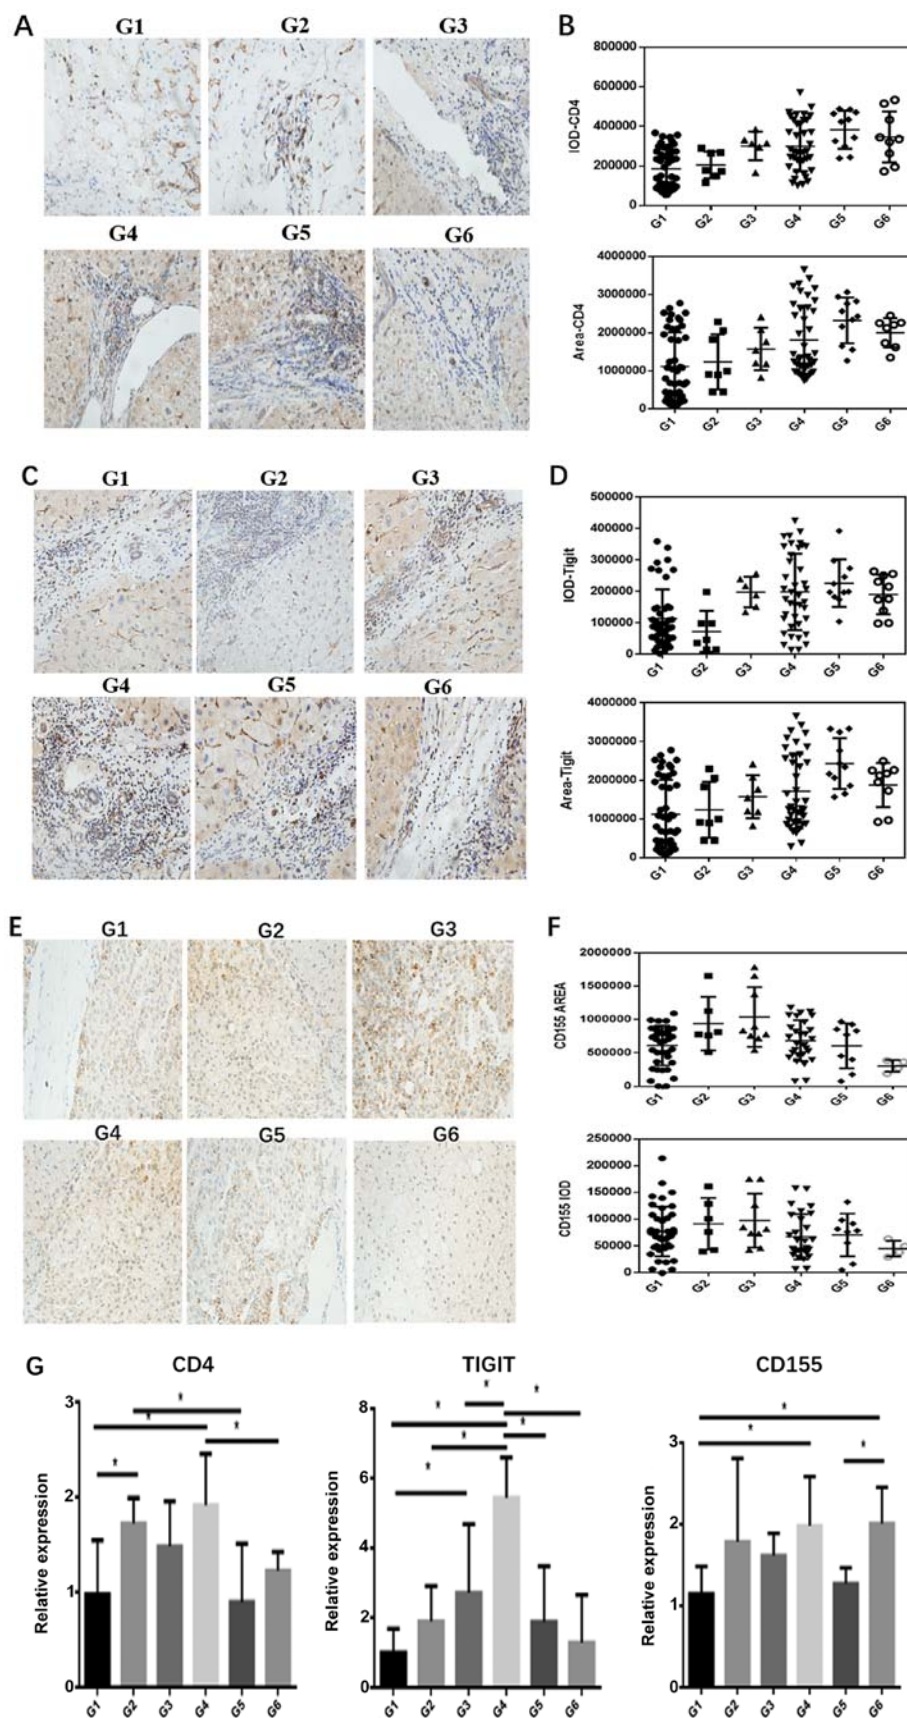 A
G1 G2 G3
G4 G5 G6
B
800000
600000
400000
200000
0
IOD-CD4
G1 G2 G3 G4 G5 G6
4000000
3000000
2000000
1000000
0
Area-CD4
G1 G2 G3 G4 G5 G6
C
G1 G2 G3
G4 G5 G6
D
500000
400000
300000
200000
100000
0
IOD-Tigit
G1 G2 G3 G4 G5 G6
4000000
3000000
2000000
1000000
0
Area-Tigit
G1 G2 G3 G4 G5 G6
E
G1 G2 G3
G4 G5 G6
F
2000000
1500000
1000000
500000
0
CD155 AREA
G1 G2 G3 G4 G5 G6
250000
200000
150000
100000
50000
0
CD155 IOD
G1 G2 G3 G4 G5 G6
G
CD4
3
2
1
0
Relative expression
* * * *
G1 G2 G3 G4 G5 G6
TIGIT
8
6
4
2
0
Relative expression
* * * * * *
G1 G2 G3 G4 G5 G6
CD155
3
2
1
0
Relative expression
* * *
G1 G2 G3 G4 G5 G6